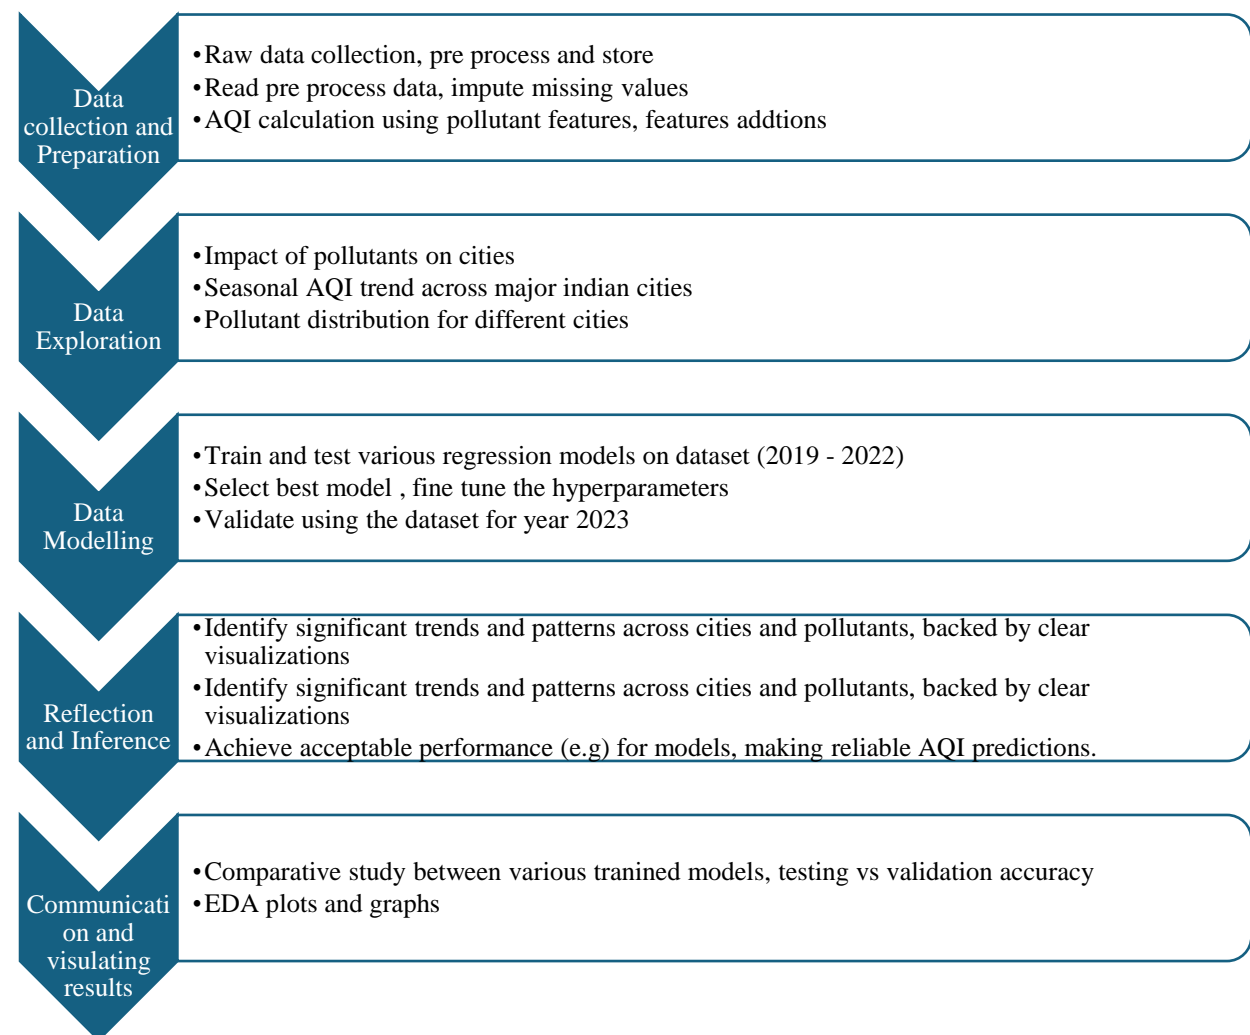 Data
collection and
Preparation
•Raw data collection, pre process and store
•Read pre process data, impute missing values
•AQI calculation using pollutant features, features addtions
Data
Exploration
•Impact of pollutants on cities
•Seasonal AQI trend across major indian cities
•Pollutant distribution for different cities
Data
Modelling
•Train and test various regression models on dataset (2019 - 2022)
•Select best model , fine tune the hyperparameters
•Validate using the dataset for year 2023
Reflection
and Inference
•Identify significant trends and patterns across cities and pollutants, backed by clear
visualizations
•Identify significant trends and patterns across cities and pollutants, backed by clear
visualizations
•Achieve acceptable performance (e.g) for models, making reliable AQI predictions.
Communicati
on and
visulating
results
•Comparative study between various tranined models, testing vs validation accuracy
•EDA plots and graphs